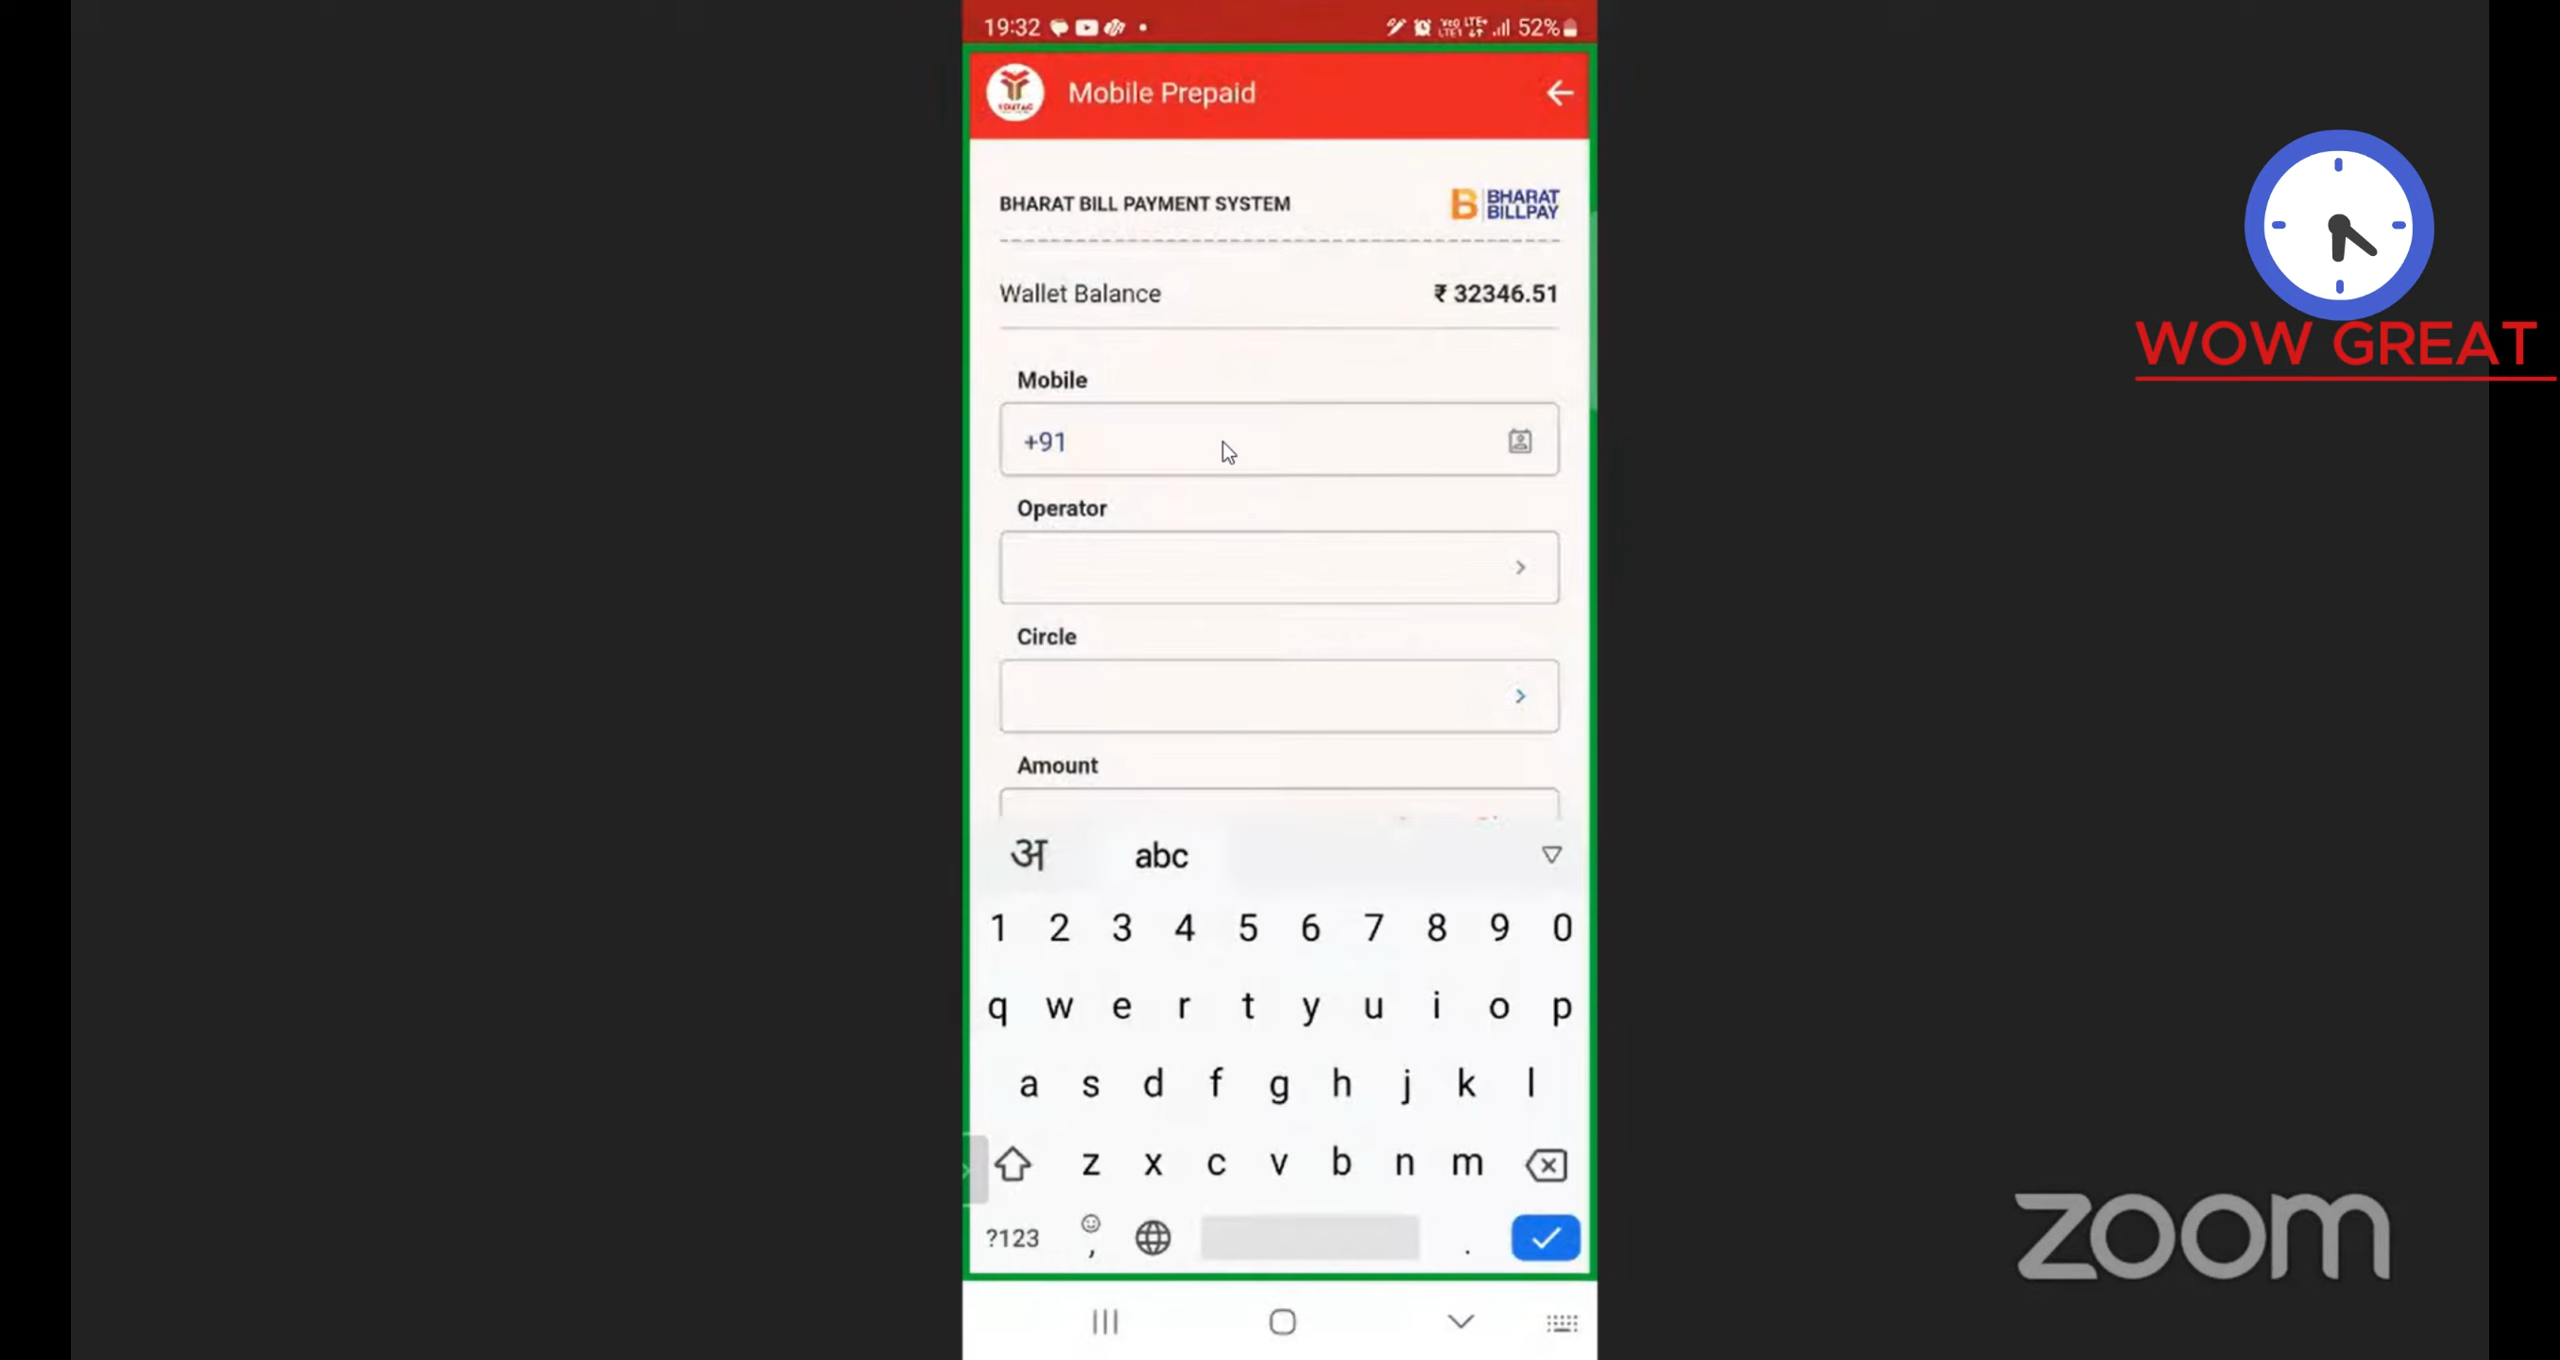 19:32
52%
YOUTAG
Mobile Prepaid
BHARAT BILL PAYMENT SYSTEM
B BHARAT BILLPAY
Wallet Balance
₹ 32346.51
WOW GREAT
Mobile
+91
Operator
Circle
Amount
अ abc
1 2 3 4 5 6 7 8 9 0
q w e r t y u i o p
a s d f g h j k l
z x c v b n m
?123 , .
zoom